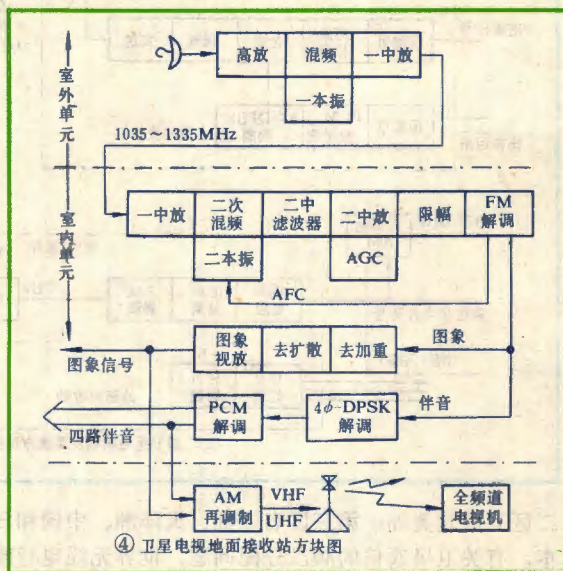 高放 混频 一中放
一本振
室外单元
1035～1335MHz
室内单元
一中放 二次混频 二中滤波器 二中放 限幅 FM解调
二本振 AGC
AFC
图象视放 去扩散 去加重
图象
图象信号
PCM解调 4ϕ-DPSK解调
伴音
四路伴音
AM再调制
VHF
UHF
全频道电视机
④ 卫星电视地面接收站方块图